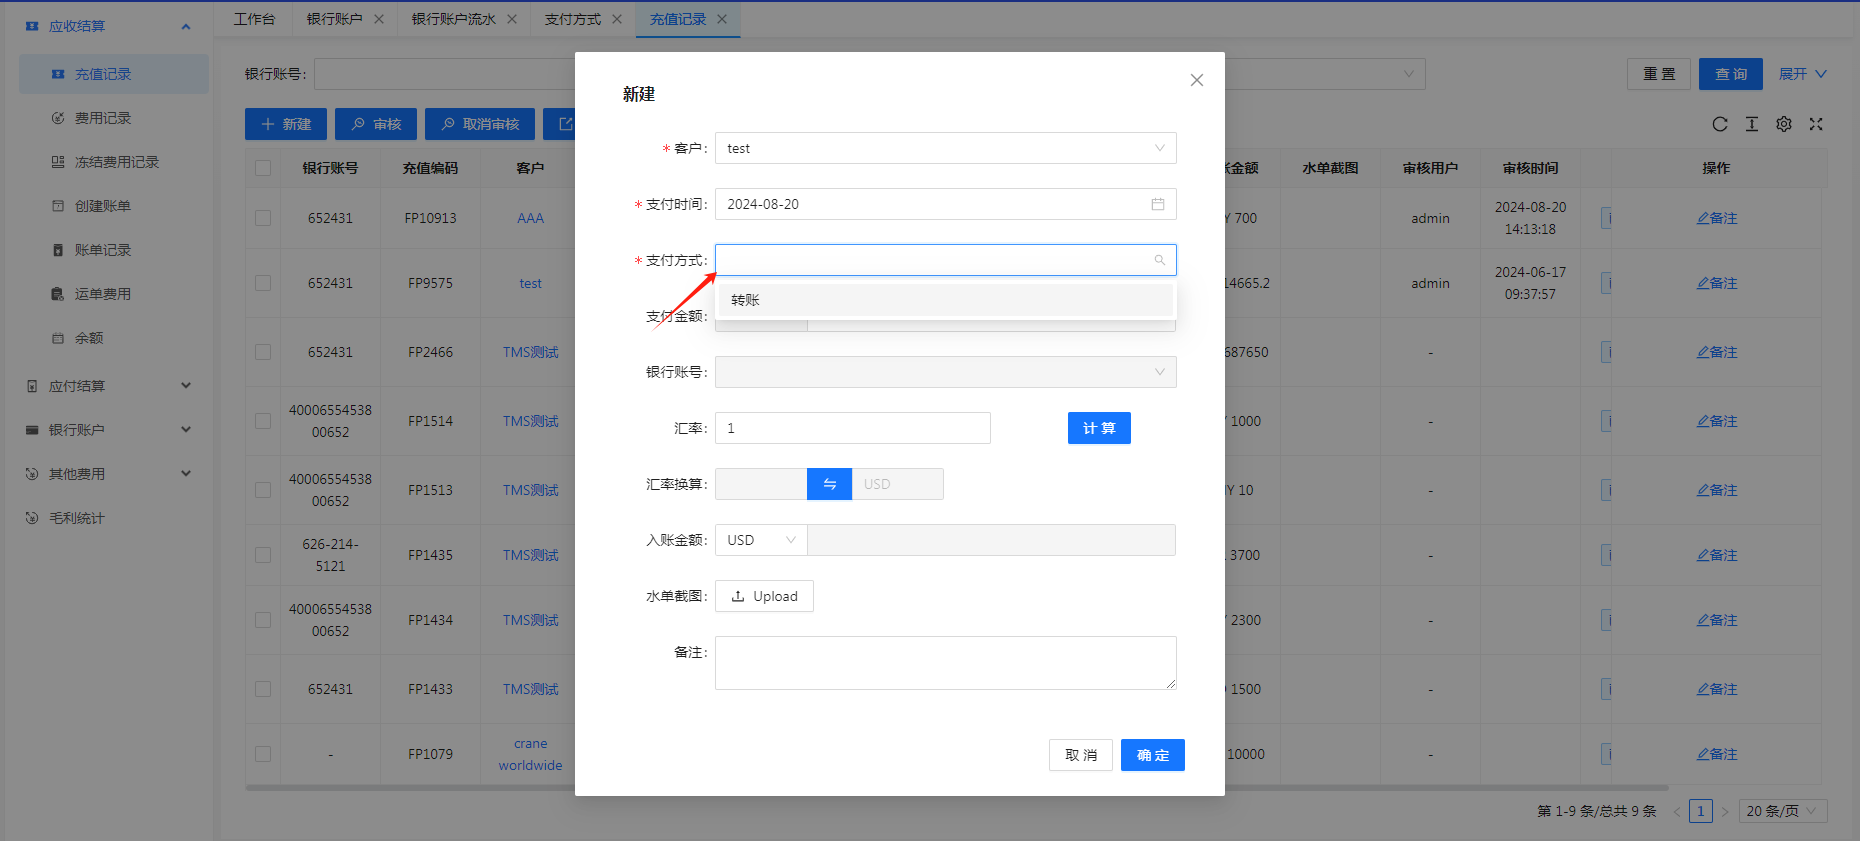 应收结算
充值记录
费用记录
冻结费用记录
创建账单
账单记录
运单费用
余额
应付结算
银行账户
其他费用
毛利统计
工作台 银行账户 银行账户流水 支付方式 充值记录
银行账号:
重置 查询 展开
新建 审核 取消审核
银行账号 充值编码 客户 账金额 水单截图 审核用户 审核时间 操作
652431 FP10913 AAA Y 700 admin 2024-08-20 14:13:18 备注
652431 FP9575 test 14665.2 admin 2024-06-17 09:37:57 备注
652431 FP2466 TMS测试 687650 - 备注
4000655453800652 FP1514 TMS测试 1000 - 备注
4000655453800652 FP1513 TMS测试 Y 10 - 备注
626-214-5121 FP1435 TMS测试 3700 - 备注
4000655453800652 FP1434 TMS测试 2300 - 备注
652431 FP1433 TMS测试 1500 - 备注
- FP1079 crane worldwide 10000 备注
第 1-9 条/总共 9 条 1 20 条/页
新建
* 客户: test
* 支付时间: 2024-08-20
* 支付方式:
转账
支付金额:
银行账号:
汇率: 1 计算
汇率换算: USD
入账金额: USD
水单截图: Upload
备注:
取消 确定